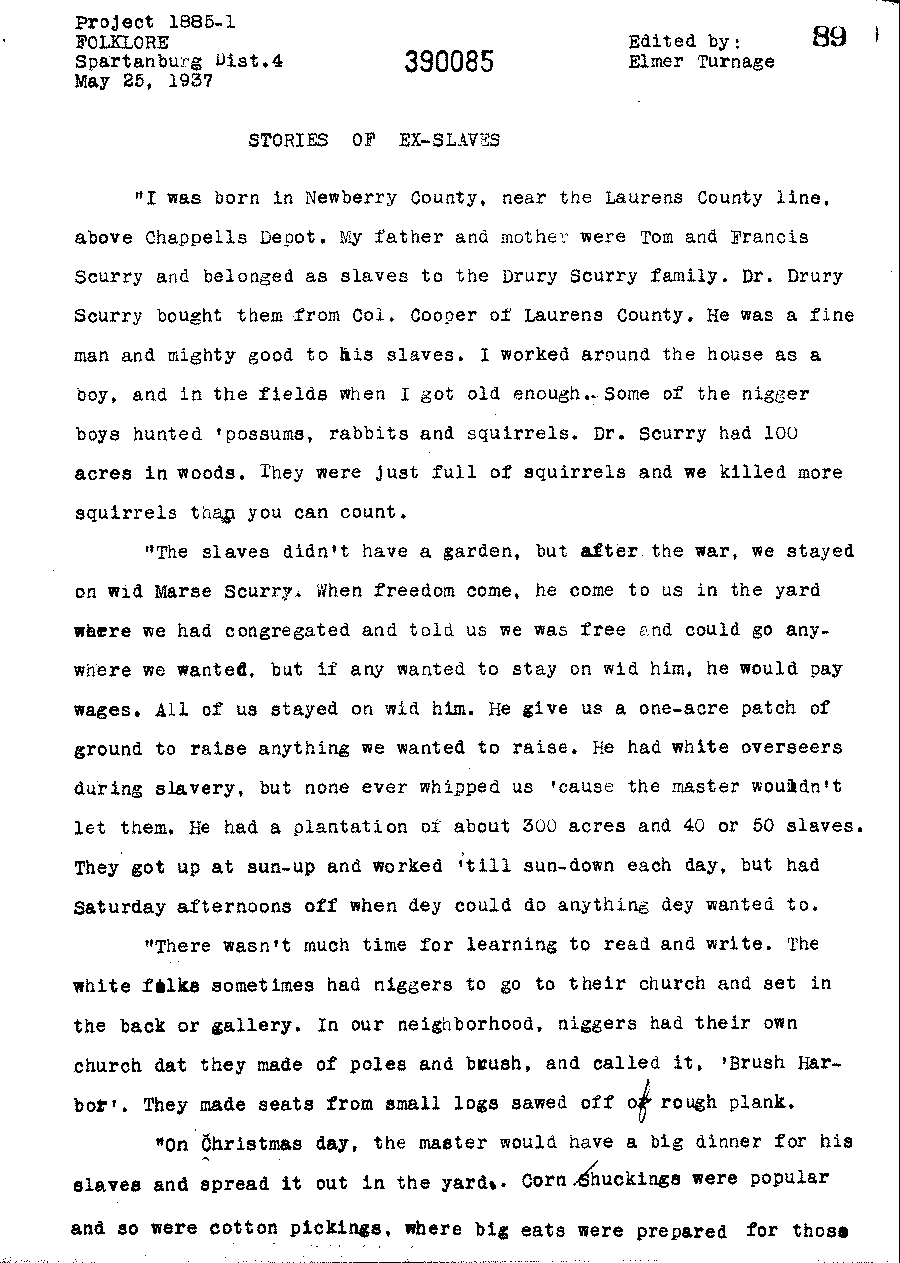 Project 1885-1
FOLKLORE
Spartanburg Dist.4
May 25, 1937
390085
Edited by:
Elmer Turnage
89
STORIES OF EX-SLAVES
"I was born in Newberry County, near the Laurens County line,
above Chappells Depot. My father and mother were Tom and Francis
Scurry and belonged as slaves to the Drury Scurry family. Dr. Drury
Scurry bought them from Col. Cooper of Laurens County. He was a fine
man and mighty good to his slaves. I worked around the house as a
boy, and in the fields when I got old enough. Some of the nigger
boys hunted 'possums, rabbits and squirrels. Dr. Scurry had 100
acres in woods. They were just full of squirrels and we killed more
squirrels than you can count.
"The slaves didn't have a garden, but after the war, we stayed
on wid Marse Scurry. When freedom come, he come to us in the yard
where we had congregated and told us we was free and could go any-
where we wanted, but if any wanted to stay on wid him, he would pay
wages. All of us stayed on wid him. He give us a one-acre patch of
ground to raise anything we wanted to raise. He had white overseers
during slavery, but none ever whipped us 'cause the master wouldn't
let them. He had a plantation of about 300 acres and 40 or 50 slaves.
They got up at sun-up and worked 'till sun-down each day, but had
Saturday afternoons off when dey could do anything dey wanted to.
"There wasn't much time for learning to read and write. The
white folks sometimes had niggers to go to their church and set in
the back or gallery. In our neighborhood, niggers had their own
church dat they made of poles and brush, and called it, 'Brush Har-
bor'. They made seats from small logs sawed off of rough plank.
"On Christmas day, the master would have a big dinner for his
slaves and spread it out in the yard. Corn shuckings were popular
and so were cotton pickings, where big eats were prepared for those